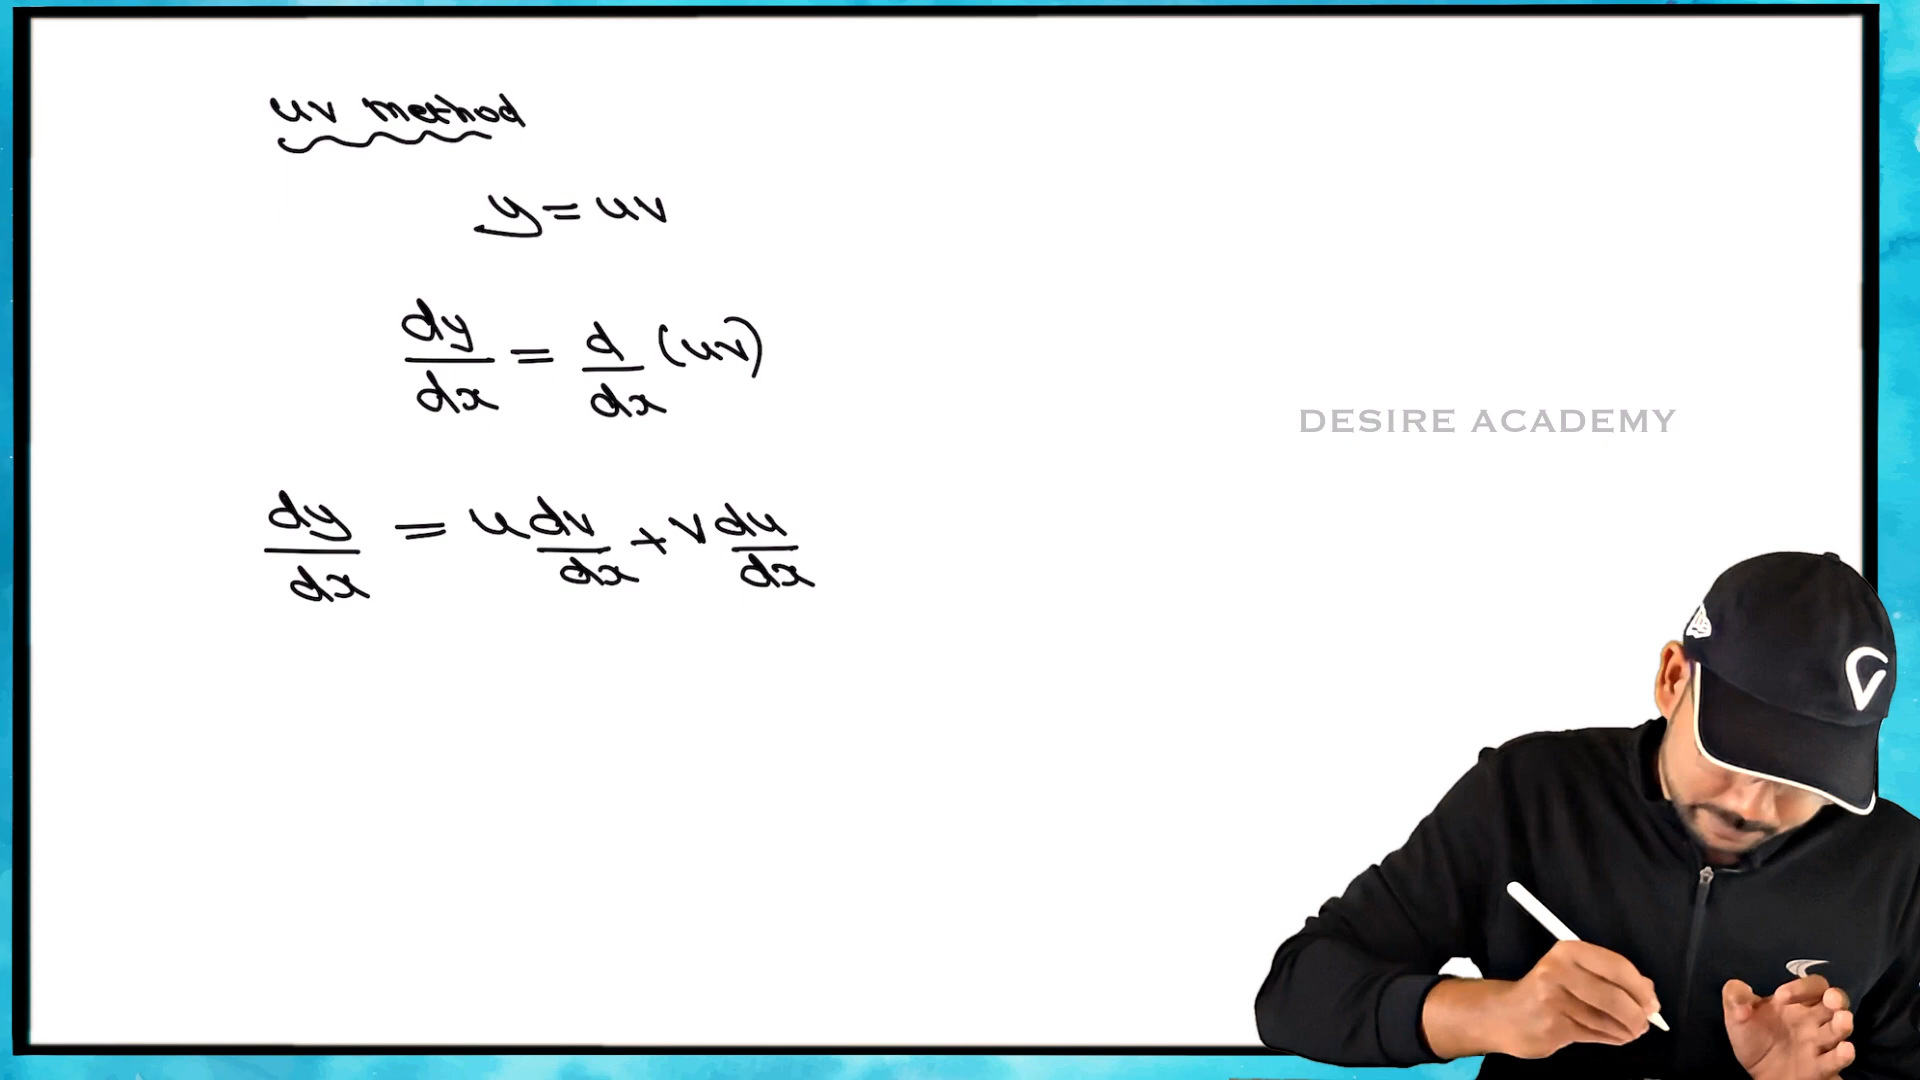 uv method
y = uv
dy/dx = d/dx (uv)
dy/dx = u dv/dx + v du/dx
DESIRE ACADEMY